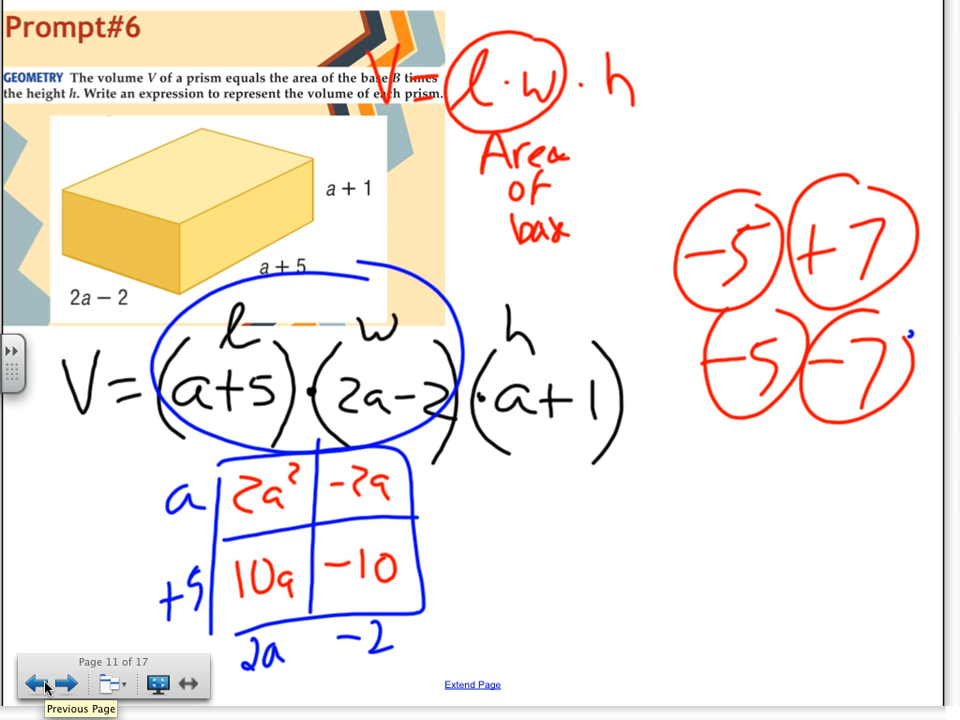 Prompt#6
V = l · w · h
GEOMETRY The volume V of a prism equals the area of the base B times
the height h. Write an expression to represent the volume of each prism.
Area
of
bax
a + 1
a + 5
2a − 2
-5 +7
-5 -7
l w h
V = (a+5) · (2a-2) · (a+1)
a 2a² -2a
+5 10a -10
2a -2
Page 11 of 17
Previous Page
Extend Page